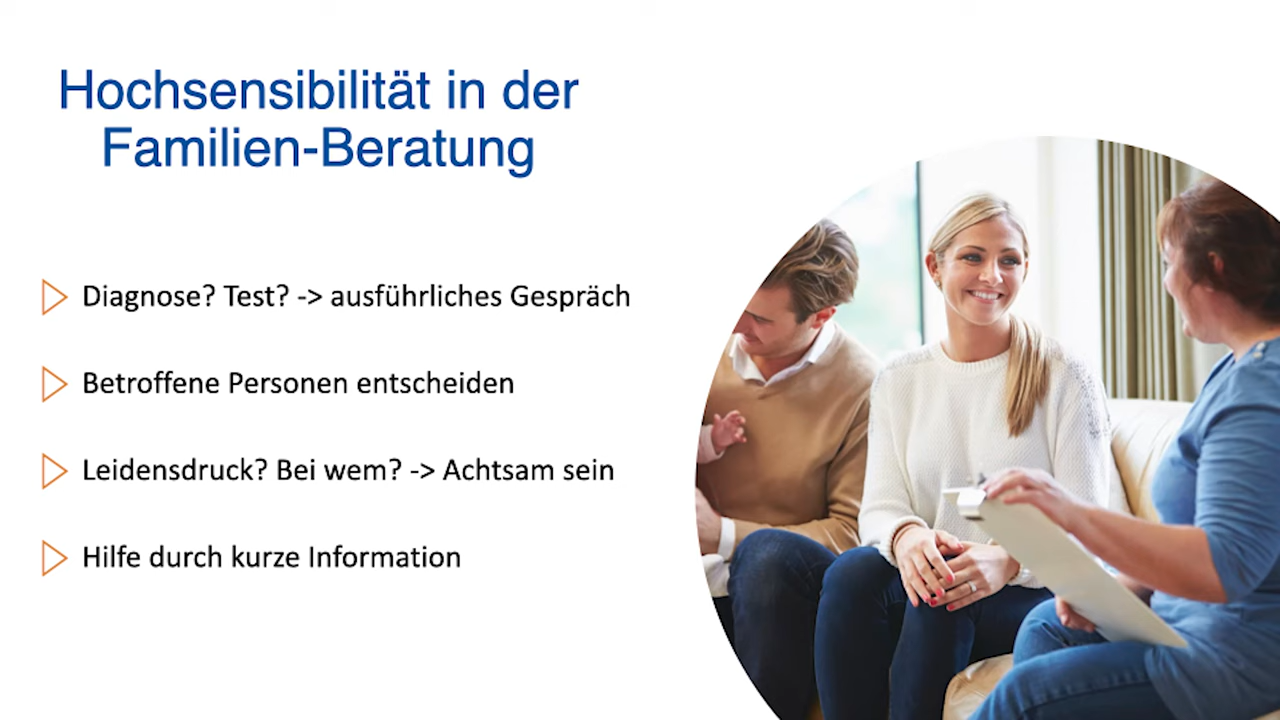 Hochsensibilität in der
Familien-Beratung
Diagnose? Test? -> ausführliches Gespräch
Betroffene Personen entscheiden
Leidensdruck? Bei wem? -> Achtsam sein
Hilfe durch kurze Information